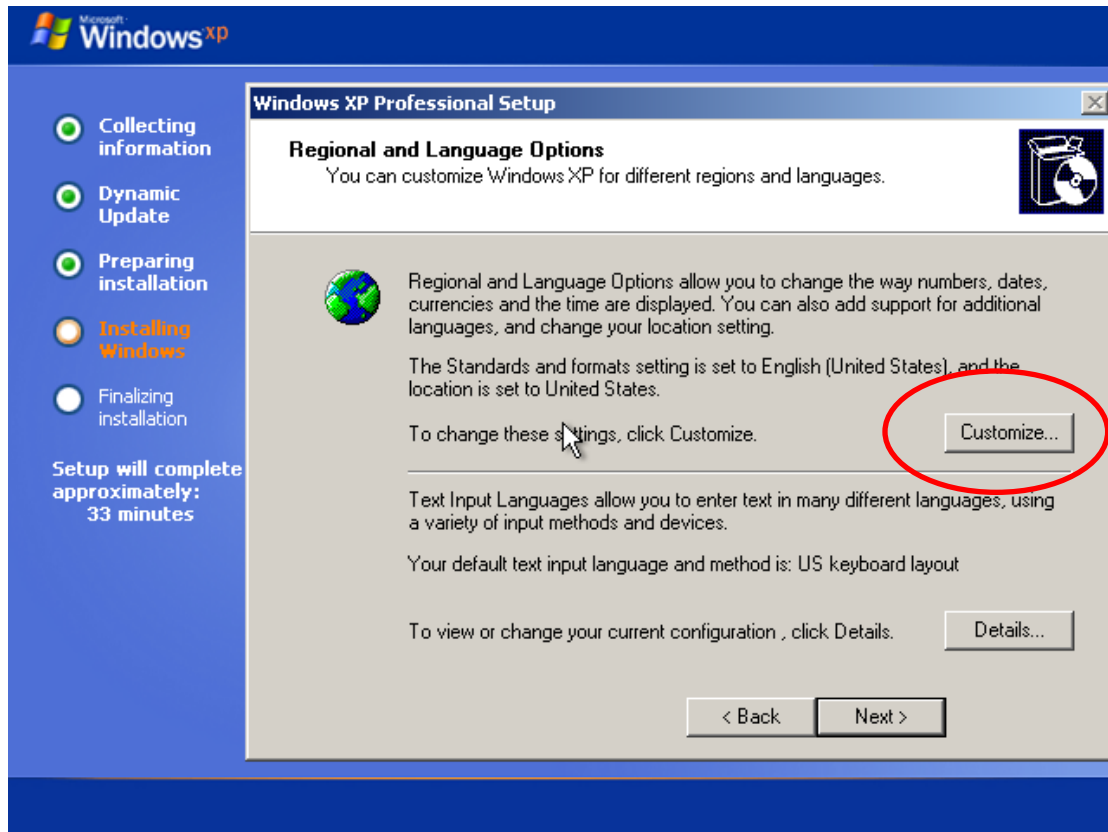 Microsoft
Windows xp
Collecting
information
Dynamic
Update
Preparing
installation
Installing
Windows
Finalizing
installation
Setup will complete
approximately:
33 minutes
Windows XP Professional Setup
Regional and Language Options
You can customize Windows XP for different regions and languages.
Regional and Language Options allow you to change the way numbers, dates,
currencies and the time are displayed. You can also add support for additional
languages, and change your location setting.
The Standards and formats setting is set to English (United States), and the
location is set to United States.
To change these settings, click Customize.
Customize...
Text Input Languages allow you to enter text in many different languages, using
a variety of input methods and devices.
Your default text input language and method is: US keyboard layout
To view or change your current configuration , click Details.
Details...
< Back
Next >